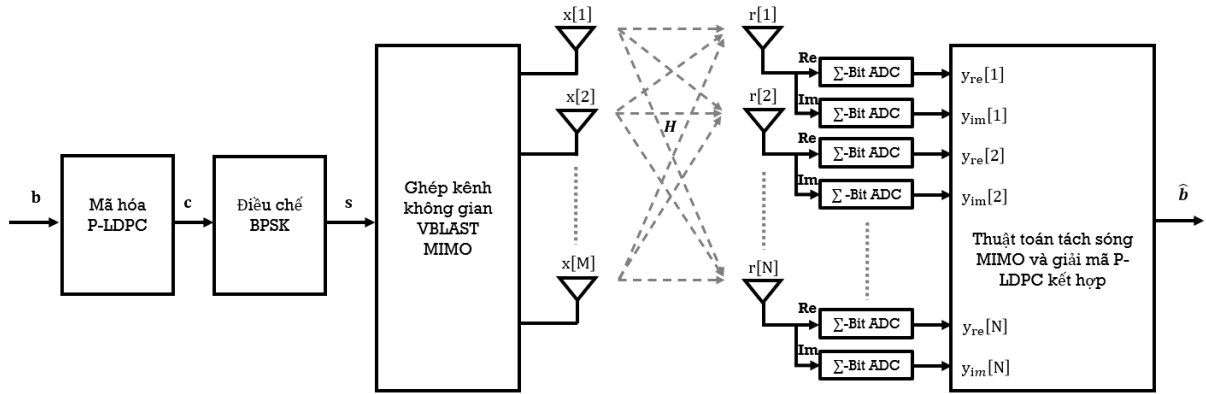 b
Mã hóa
P-LDPC
c
Điều chế
BPSK
s
Ghép kênh
không gian
VBLAST
MIMO
x[1]
x[2]
x[M]
H
r[1]
r[2]
r[N]
Re
∑-Bit ADC
y_re[1]
Im
∑-Bit ADC
y_im[1]
Re
∑-Bit ADC
y_re[2]
Im
∑-Bit ADC
y_im[2]
Thuật toán tách sóng
MIMO và giải mã P-
LDPC kết hợp
Re
∑-Bit ADC
y_re[N]
Im
∑-Bit ADC
y_im[N]
b̂